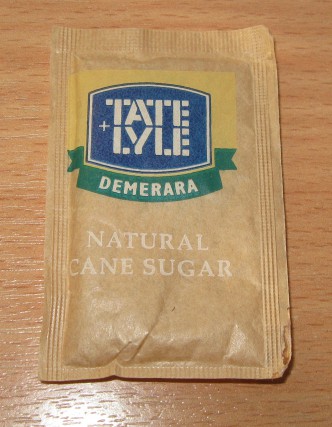 TATE
+LYLE
DEMERARA
NATURAL
CANE SUGAR